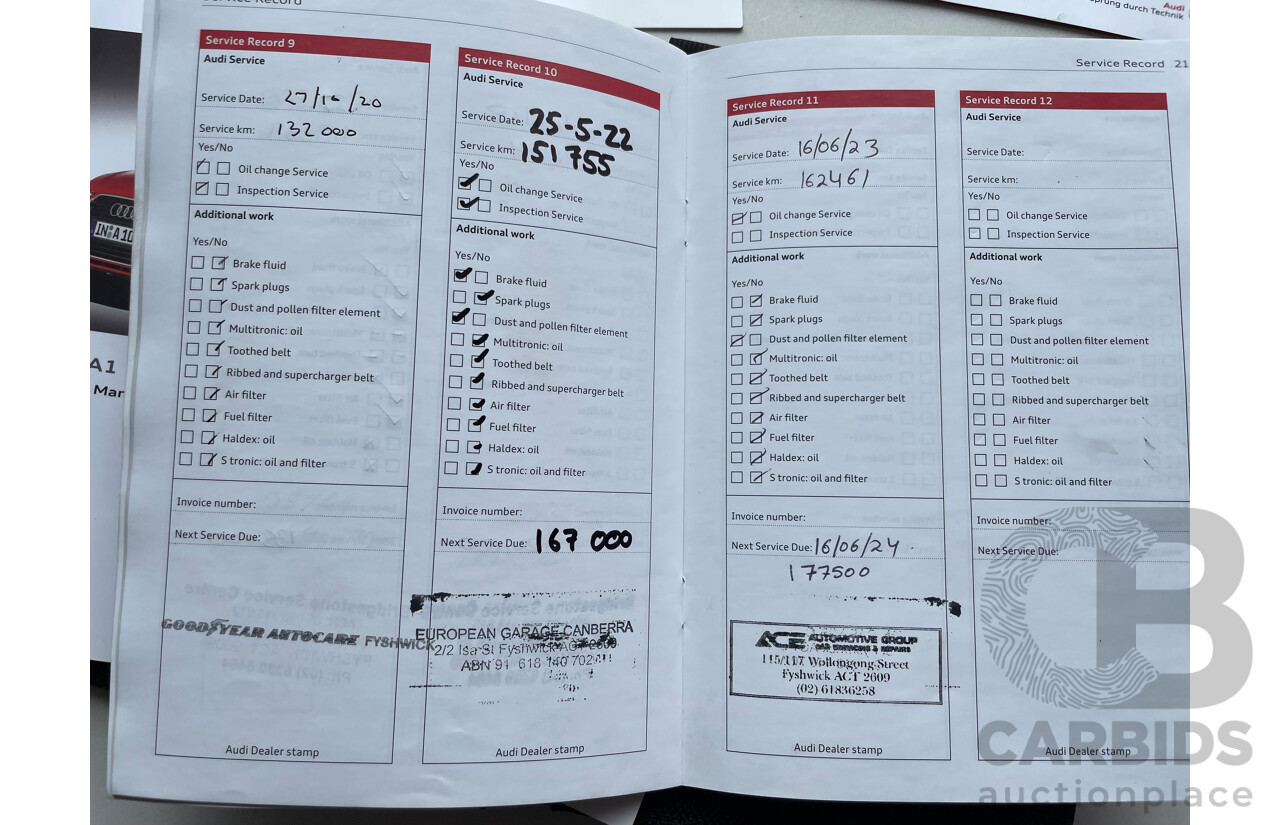 Service Record
Service Record 9
Audi Service
Service Date: 27/10/20
Service km: 132000
Yes/No
Oil change Service
Inspection Service
Additional work
Yes/No
Brake fluid
Spark plugs
Dust and pollen filter element
Multitronic: oil
Toothed belt
Ribbed and supercharger belt
Air filter
Fuel filter
Haldex: oil
S tronic: oil and filter
Invoice number:
Next Service Due:
GOODYEAR AUTOCARE FYSHWICK
Audi Dealer stamp
Service Record 10
Audi Service
Service Date: 25-5-22
Service km: 151755
Yes/No
Oil change Service
Inspection Service
Additional work
Yes/No
Brake fluid
Spark plugs
Dust and pollen filter element
Multitronic: oil
Toothed belt
Ribbed and supercharger belt
Air filter
Fuel filter
Haldex: oil
S tronic: oil and filter
Invoice number:
Next Service Due: 167 000
EUROPEAN GARAGE CANBERRA
2/2 Isa St Fyshwick ACT 2609
ABN 91 618 140 702
Audi Dealer stamp
Service Record 21
Service Record 11
Audi Service
Service Date: 16/06/23
Service km: 162461
Yes/No
Oil change Service
Inspection Service
Additional work
Yes/No
Brake fluid
Spark plugs
Dust and pollen filter element
Multitronic: oil
Toothed belt
Ribbed and supercharger belt
Air filter
Fuel filter
Haldex: oil
S tronic: oil and filter
Invoice number:
Next Service Due: 16/06/24
177500
ACE AUTOMOTIVE GROUP
CAR SERVICING & REPAIRS
115/117 Wollongong Street
Fyshwick ACT 2609
(02) 61836258
Audi Dealer stamp
Service Record 12
Audi Service
Service Date:
Service km:
Yes/No
Oil change Service
Inspection Service
Additional work
Yes/No
Brake fluid
Spark plugs
Dust and pollen filter element
Multitronic: oil
Toothed belt
Ribbed and supercharger belt
Air filter
Fuel filter
Haldex: oil
S tronic: oil and filter
Invoice number:
Next Service Due:
Audi Dealer stamp
Audi
durch Technik
IN A10
A1
Mar
CARBIDS
auctionplace